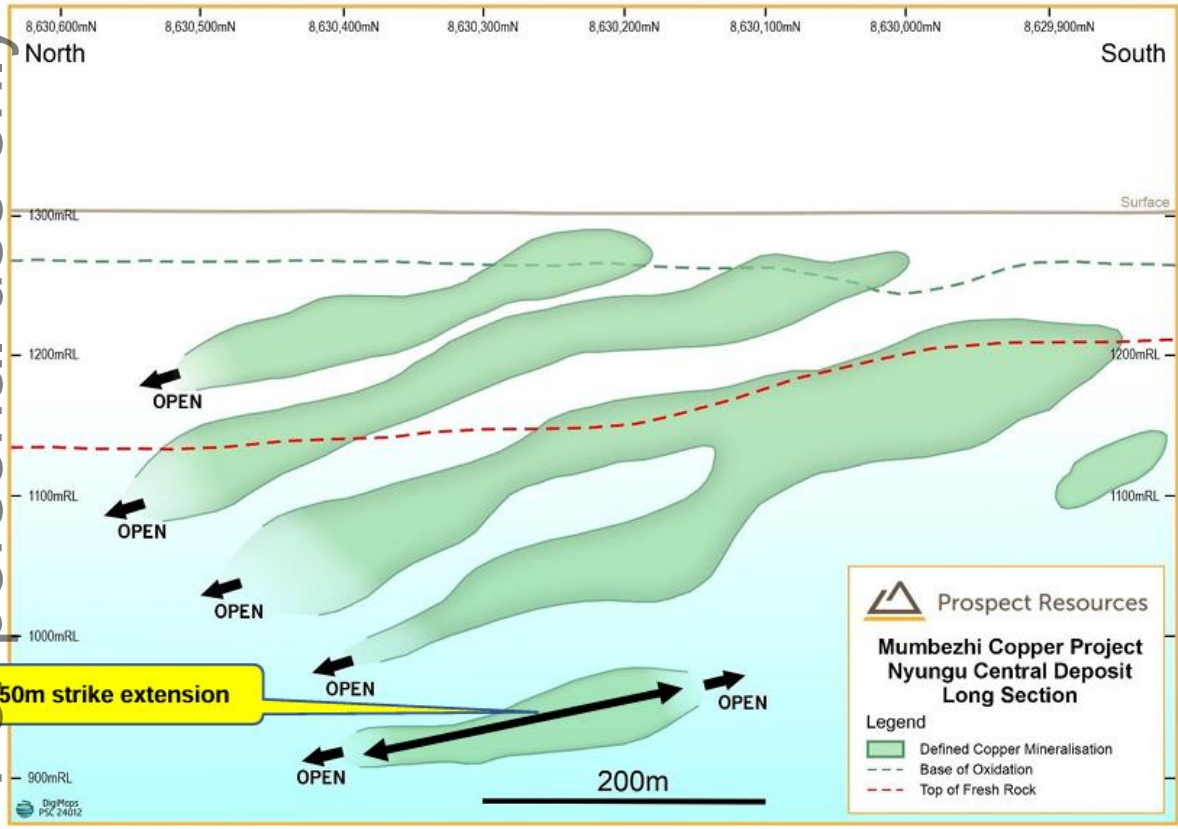 8,630,600mN 8,630,500mN 8,630,400mN 8,630,300mN 8,630,200mN 8,630,100mN 8,630,000mN 8,629,900mN
North South
Surface
1300mRL
1200mRL 1200mRL
OPEN
1100mRL 1100mRL
OPEN
OPEN
1000mRL
OPEN
50m strike extension
OPEN
OPEN
900mRL
200m
Prospect Resources
Mumbezhi Copper Project
Nyungu Central Deposit
Long Section
Legend
Defined Copper Mineralisation
Base of Oxidation
Top of Fresh Rock
DigiMaps
PSC 24012